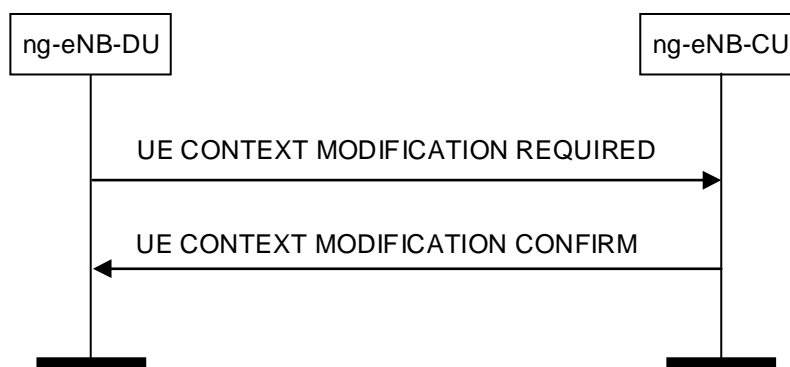 ng-eNB-DU
ng-eNB-CU
UE CONTEXT MODIFICATION REQUIRED
UE CONTEXT MODIFICATION CONFIRM